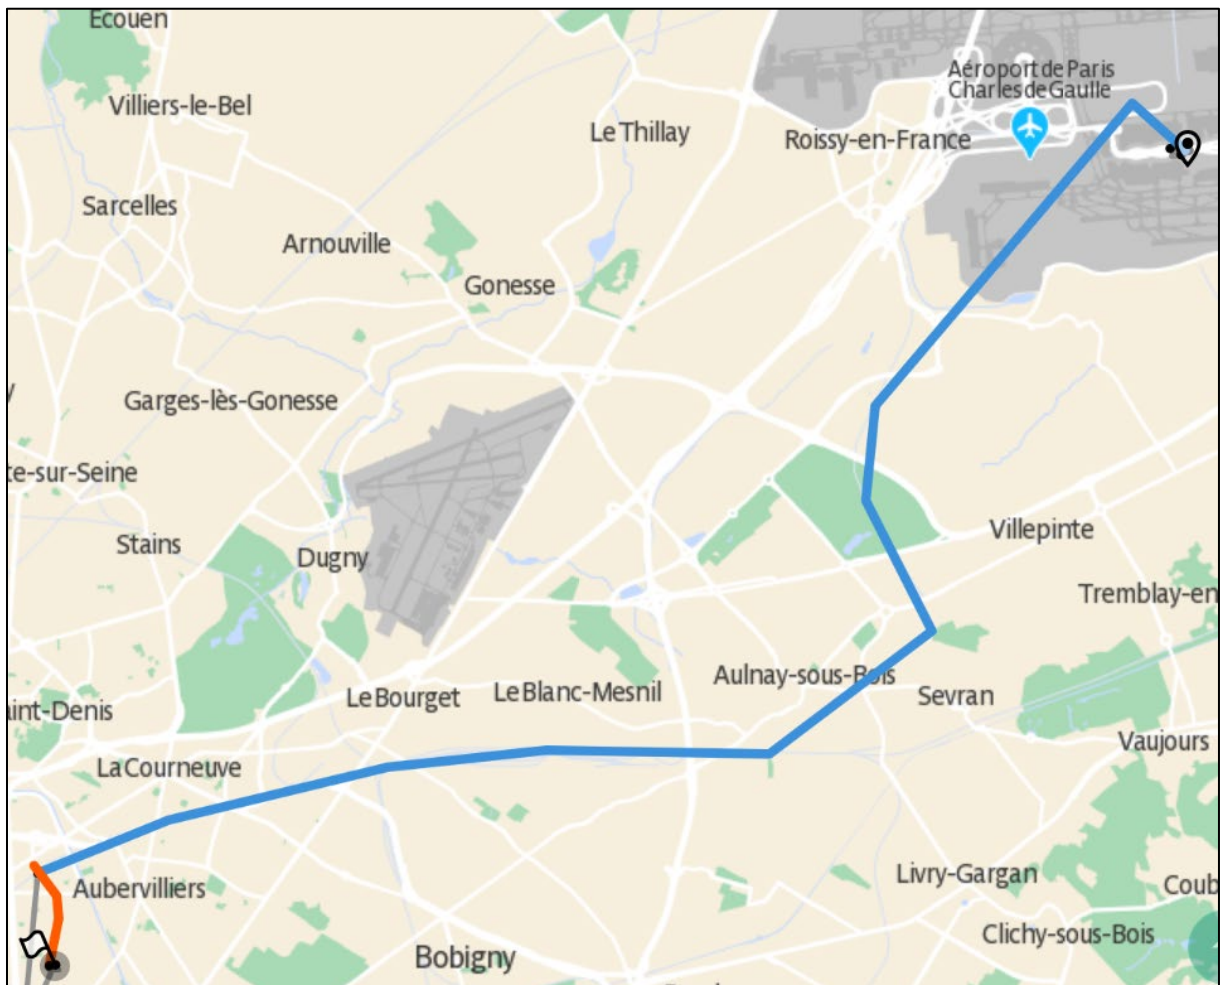 Ecouen
Villiers-le-Bel
Aéroport de Paris
Charles de Gaulle
Le Thillay
Roissy-en-France
Sarcelles
Arnouville
Gonesse
Garges-lès-Gonesse
te-sur-Seine
Villepinte
Stains
Dugny
Tremblay-en
Aulnay-sous-Bois
Le Bourget
Le Blanc-Mesnil
Sevran
aint-Denis
Vaujours
La Courneuve
Livry-Gargan
Aubervilliers
Coub
Clichy-sous-Bois
Bobigny